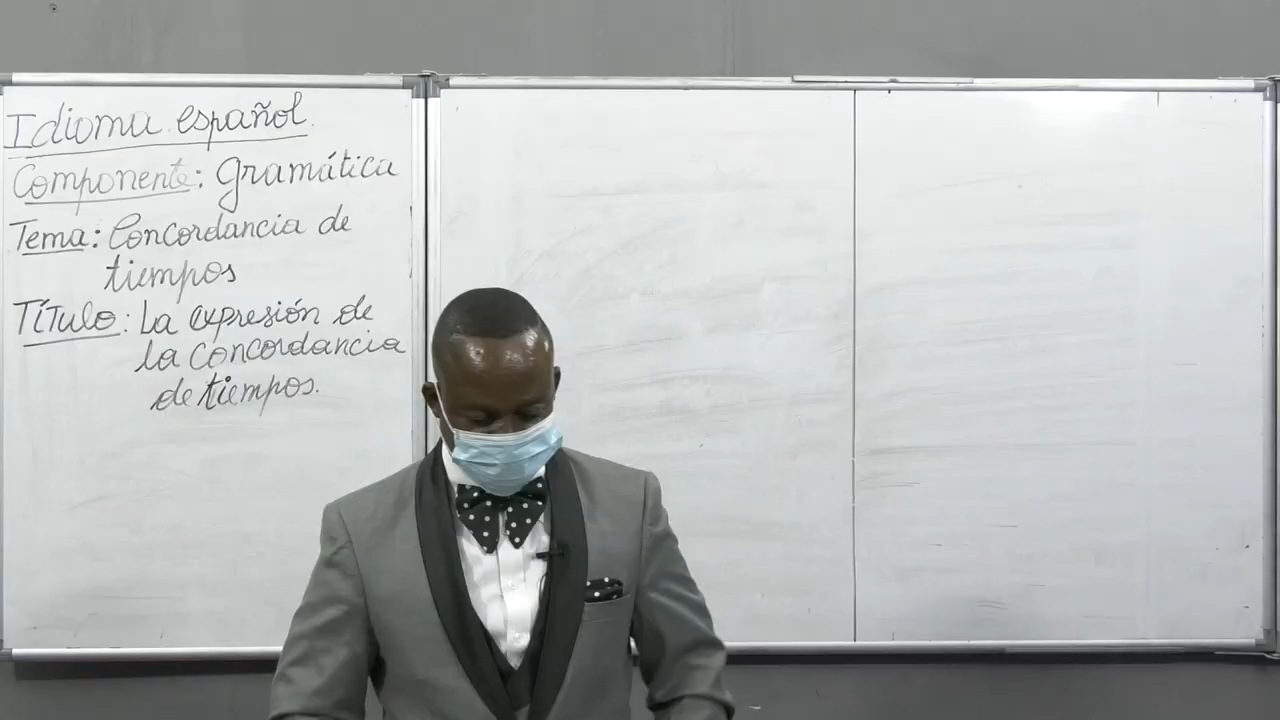 Idioma español.
Componente: Gramática
Tema: Concordancia de
tiempos
Título: La expresión de
la concordancia
de tiempos.